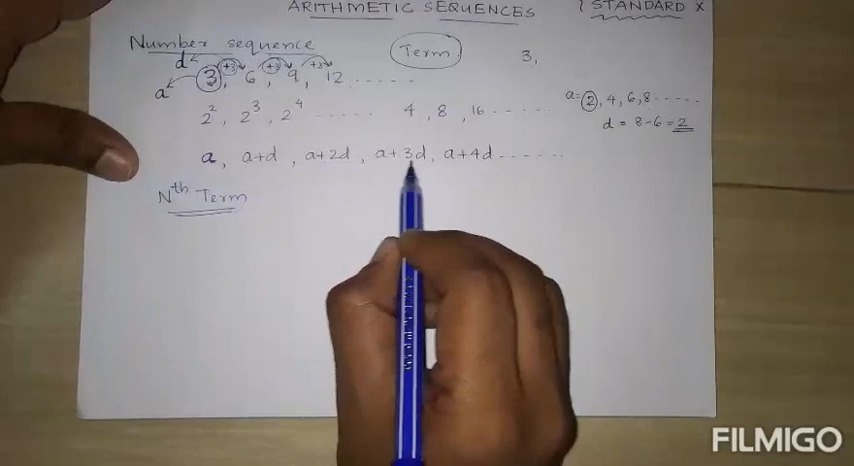 ARITHMETIC SEQUENCES
STANDARD X
Number sequence
Term
3,
d
+3 +3 +3
3, 6, 9, 12 .....
a
a= 2, 4, 6, 8 .....
d = 8-6 = 2
2², 2³, 2⁴ ..... 4, 8, 16 .....
a, a+d, a+2d, a+3d, a+4d ------
Nth Term
FILMIGO